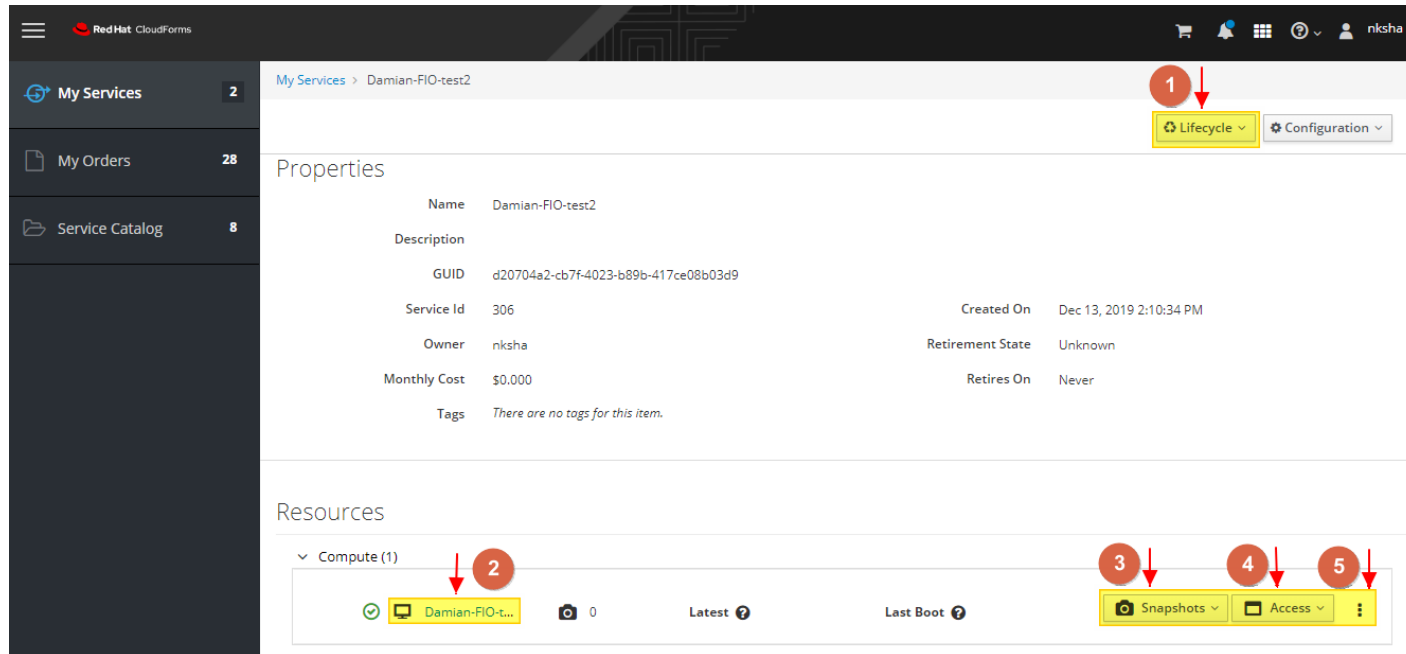 Red Hat CloudForms
nksha
My Services 2
My Services > Damian-FIO-test2
1
Lifecycle
Configuration
My Orders 28
Properties
Name Damian-FIO-test2
Service Catalog 8
Description
GUID d20704a2-cb7f-4023-b89b-417ce08b03d9
Service Id 306 Created On Dec 13, 2019 2:10:34 PM
Owner nksha Retirement State Unknown
Monthly Cost $0.000 Retires On Never
Tags There are no tags for this item.
Resources
Compute (1)
2 3 4 5
Damian-FIO-t... 0 Latest Last Boot Snapshots Access